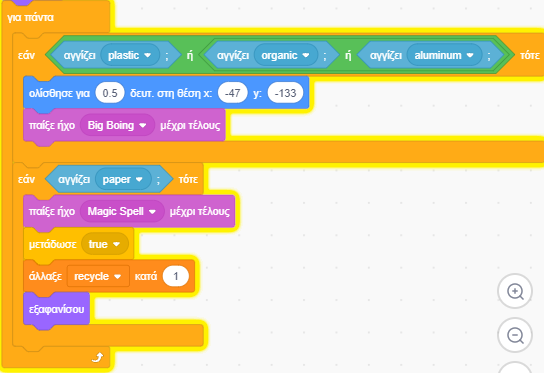 για πάντα
εάν αγγίζει plastic ; ή αγγίζει organic ; ή αγγίζει aluminum ; τότε
ολίσθησε για 0.5 δευτ. στη θέση x: -47 y: -133
παίξε ήχο Big Boing μέχρι τέλους
εάν αγγίζει paper ; τότε
παίξε ήχο Magic Spell μέχρι τέλους
μετάδωσε true
άλλαξε recycle κατά 1
εξαφανίσου